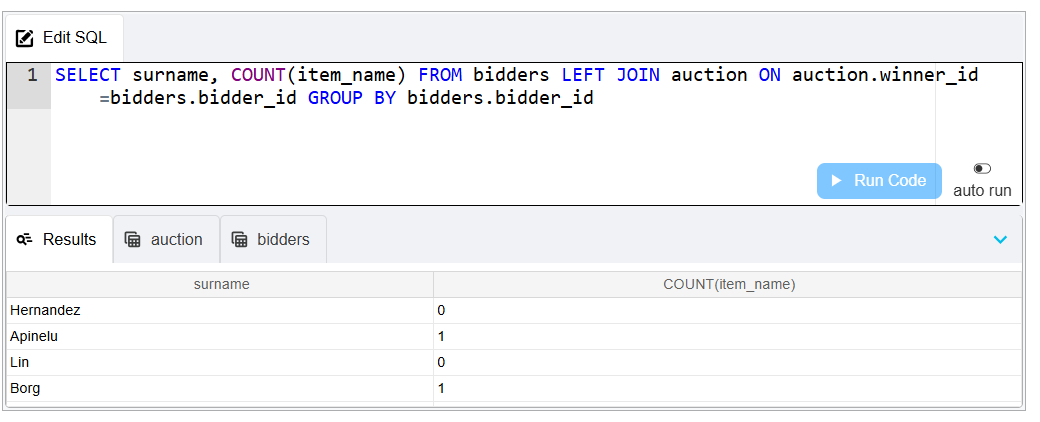 Edit SQL
1 SELECT surname, COUNT(item_name) FROM bidders LEFT JOIN auction ON auction.winner_id
=bidders.bidder_id GROUP BY bidders.bidder_id
Run Code
auto run
Results auction bidders
surname COUNT(item_name)
Hernandez 0
Apinelu 1
Lin 0
Borg 1